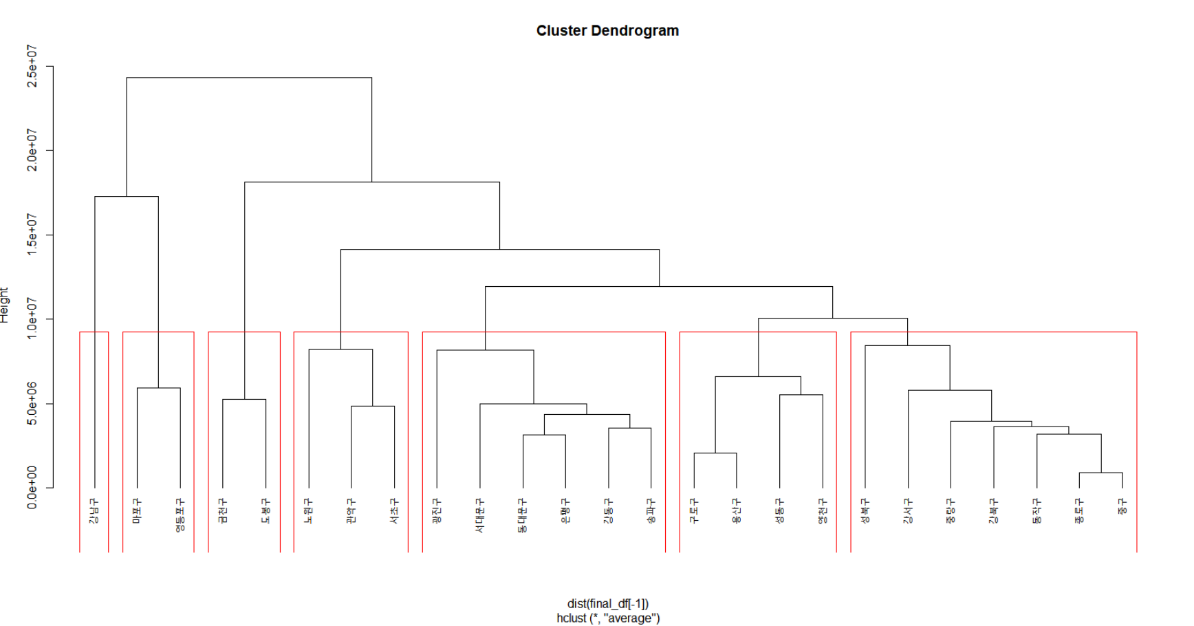 Cluster Dendrogram
Height
2.5e+07
2.0e+07
1.5e+07
1.0e+07
5.0e+06
0.0e+00
강남구
마포구
영등포구
금천구
도봉구
노원구
관악구
서초구
광진구
서대문구
동대문구
은평구
강동구
송파구
구로구
용산구
성동구
양천구
성북구
강서구
중랑구
강북구
동작구
종로구
중구
dist(final_df[-1])
hclust (*, "average")